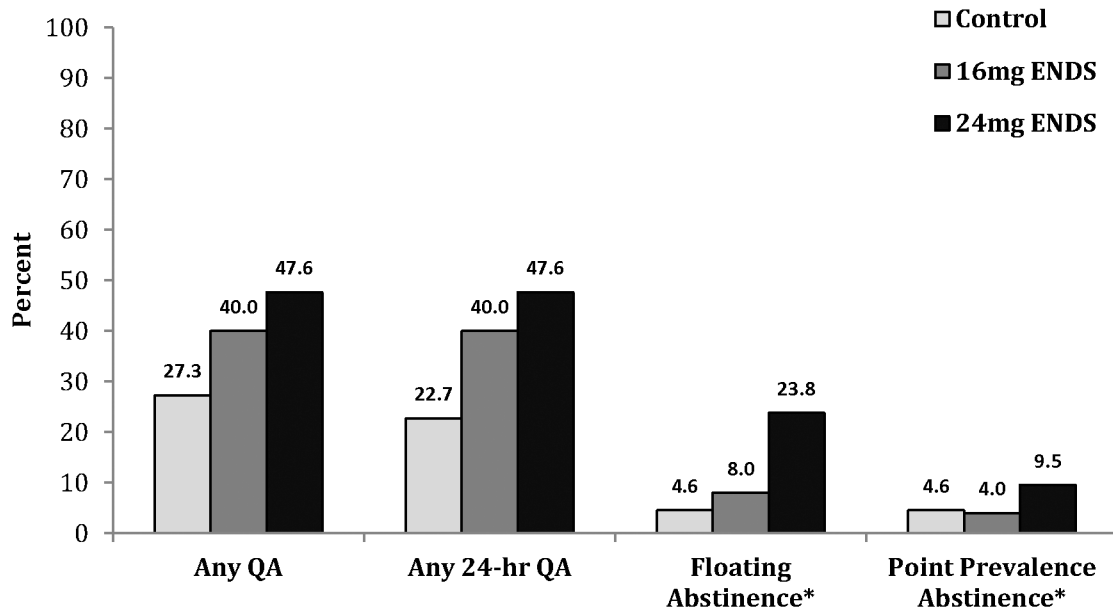 Control
16mg ENDS
24mg ENDS
100
90
80
70
60
50
40
30
20
10
0
Percent
27.3
40.0
47.6
22.7
40.0
47.6
4.6
8.0
23.8
4.6
4.0
9.5
Any QA
Any 24-hr QA
Floating
Abstinence*
Point Prevalence
Abstinence*